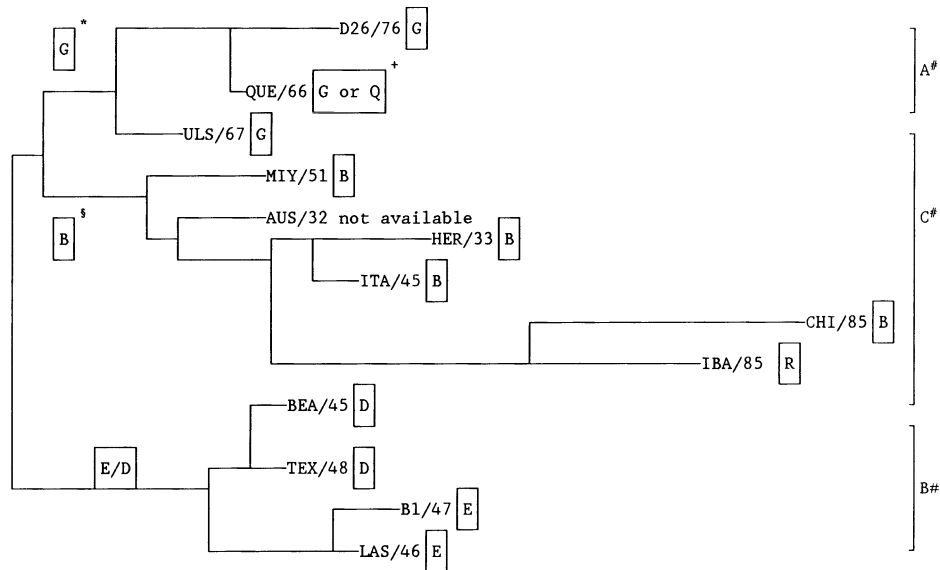 D26/76 G
G *
A#
QUE/66 G or Q +
ULS/67 G
MIY/51 B
AUS/32 not available
C#
B §
HER/33 B
ITA/45 B
CHI/85 B
IBA/85 R
BEA/45 D
E/D
TEX/48 D
B#
B1/47 E
LAS/46 E